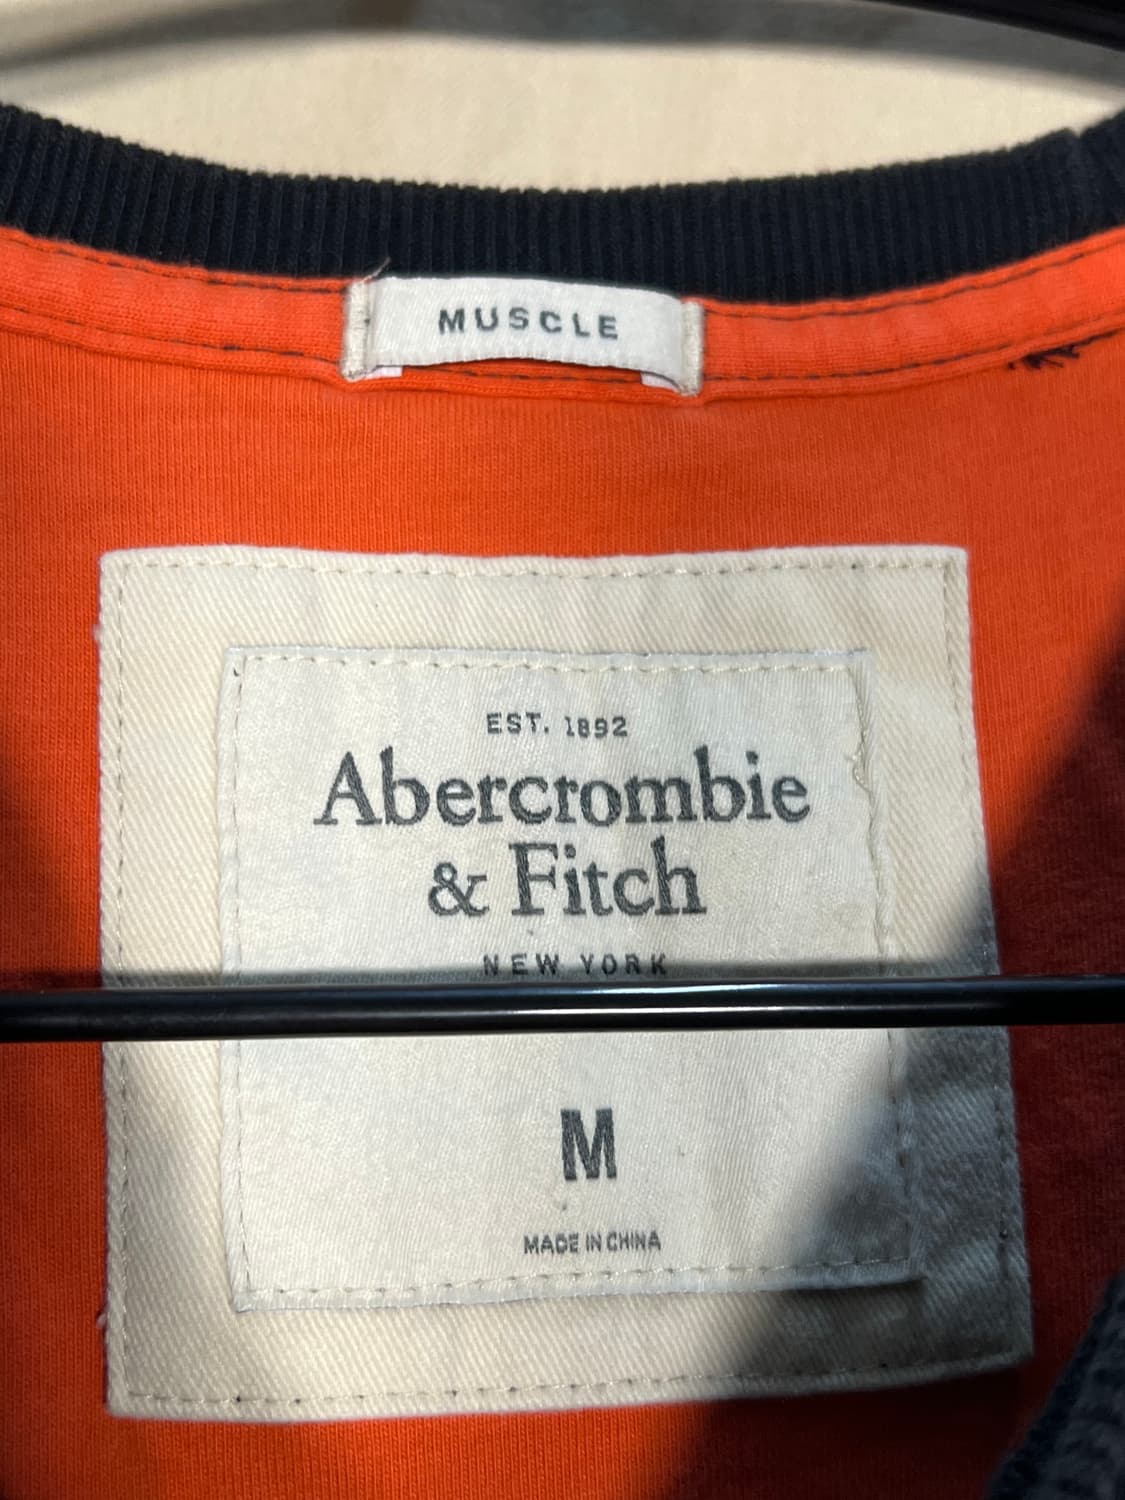 MUSCLE
EST. 1892
Abercrombie
& Fitch
NEW YORK
M
MADE IN CHINA